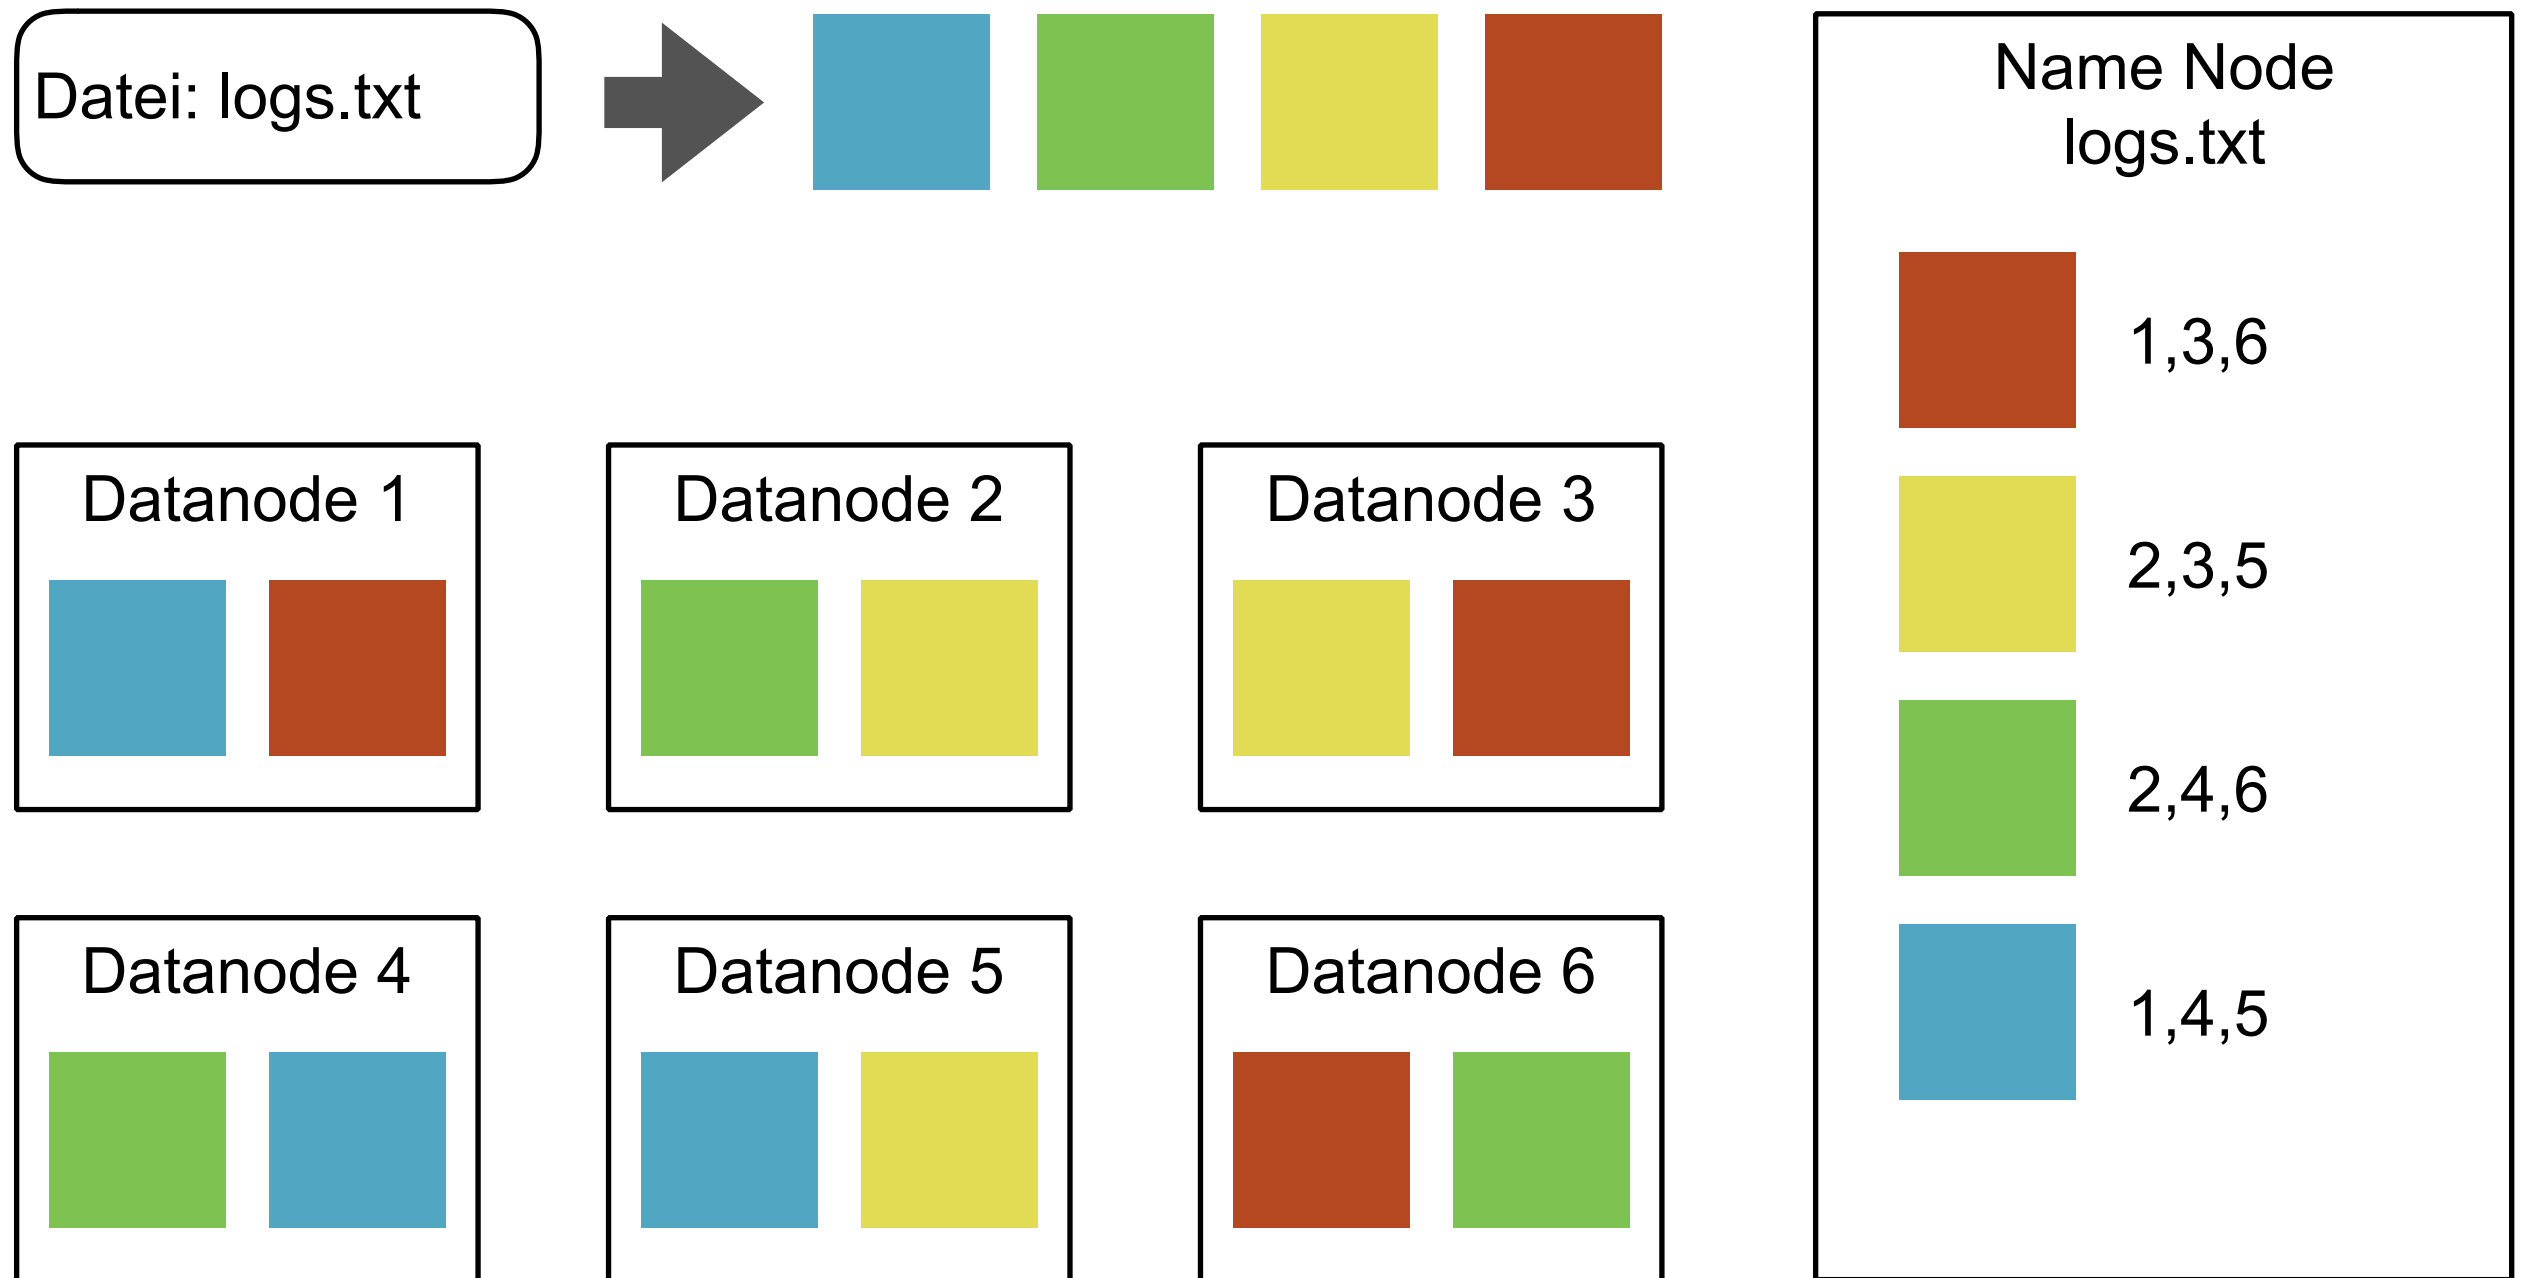 Datei: logs.txt
Name Node
logs.txt
1,3,6
2,3,5
2,4,6
1,4,5
Datanode 1
Datanode 2
Datanode 3
Datanode 4
Datanode 5
Datanode 6